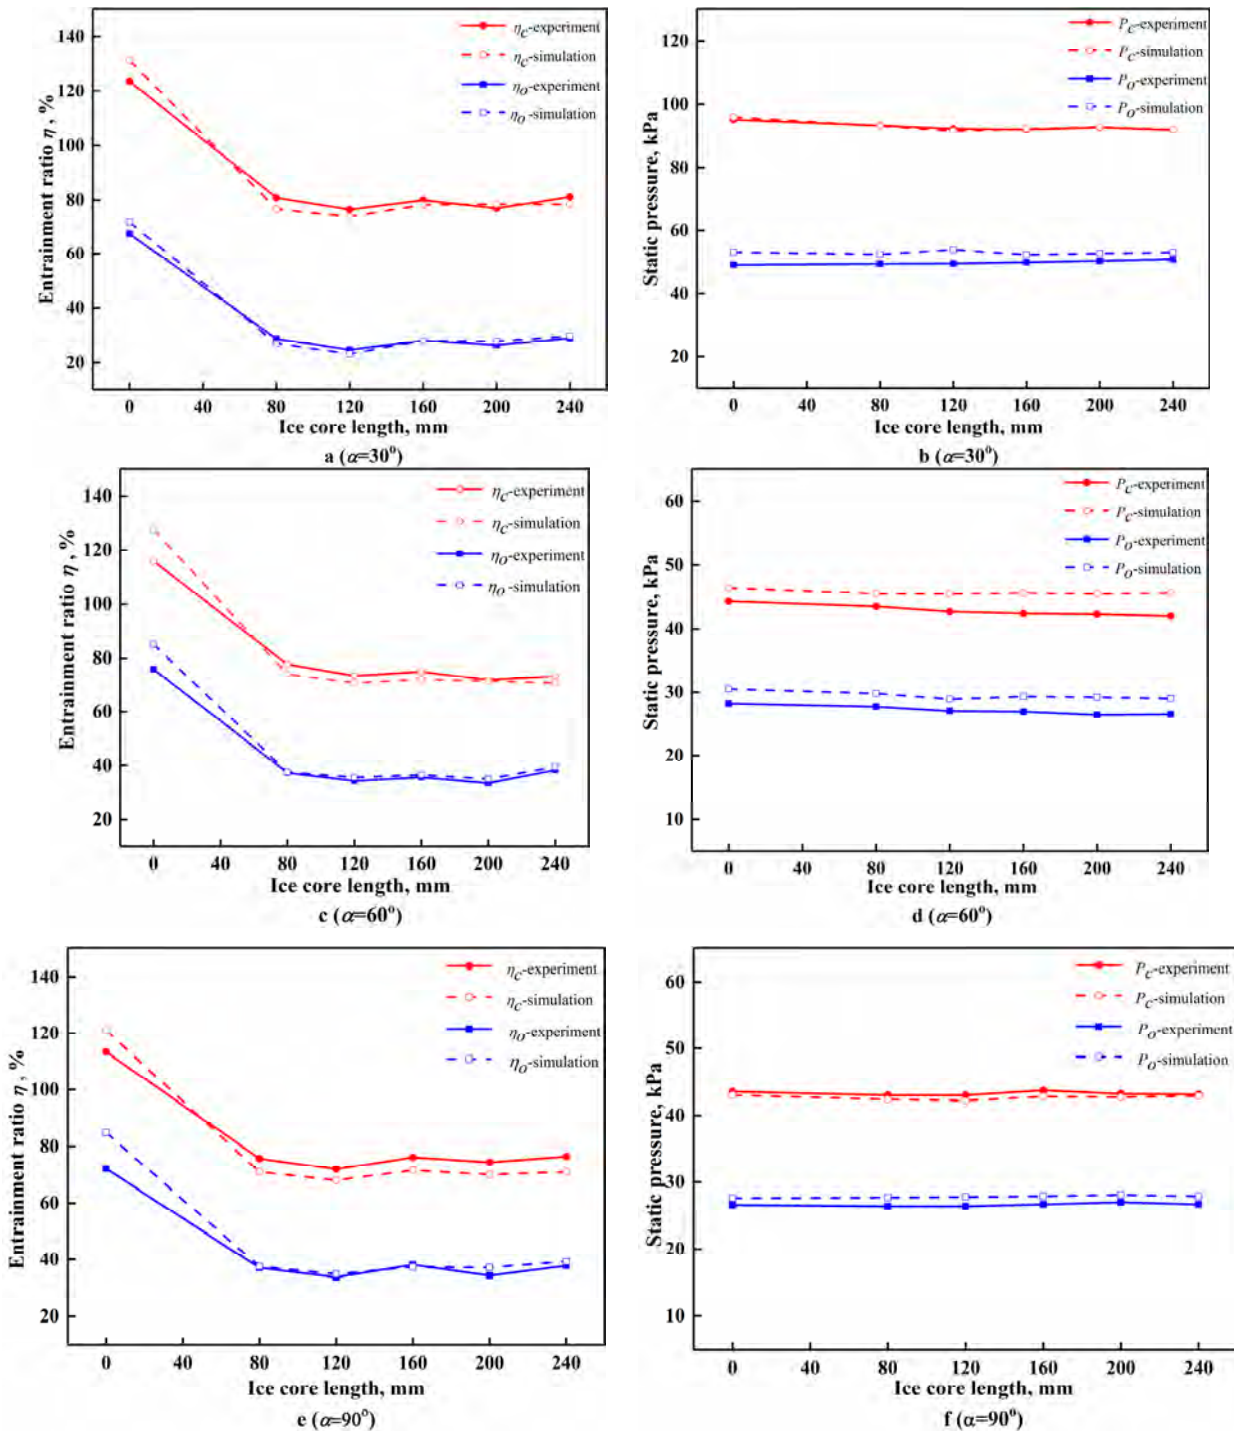 140
120
100
80
60
40
20
Entrainment ratio η , %
ηC-experiment
ηC-simulation
ηO-experiment
ηO-simulation
0 40 80 120 160 200 240
Ice core length, mm
a (α=30°)
120
100
80
60
40
20
Static pressure, kPa
PC-experiment
PC-simulation
PO-experiment
PO-simulation
0 40 80 120 160 200 240
Ice core length, mm
b (α=30°)
140
120
100
80
60
40
20
Entrainment ratio η , %
ηC-experiment
ηC-simulation
ηO-experiment
ηO-simulation
0 40 80 120 160 200 240
Ice core length, mm
c (α=60°)
60
50
40
30
20
10
Static pressure, kPa
PC-experiment
PC-simulation
PO-experiment
PO-simulation
0 40 80 120 160 200 240
Ice core length, mm
d (α=60°)
140
120
100
80
60
40
20
Entrainment ratio η , %
ηC-experiment
ηC-simulation
ηO-experiment
ηO-simulation
0 40 80 120 160 200 240
Ice core length, mm
e (α=90°)
60
50
40
30
20
10
Static pressure, kPa
PC-experiment
PC-simulation
PO-experiment
PO-simulation
0 40 80 120 160 200 240
Ice core length, mm
f (α=90°)